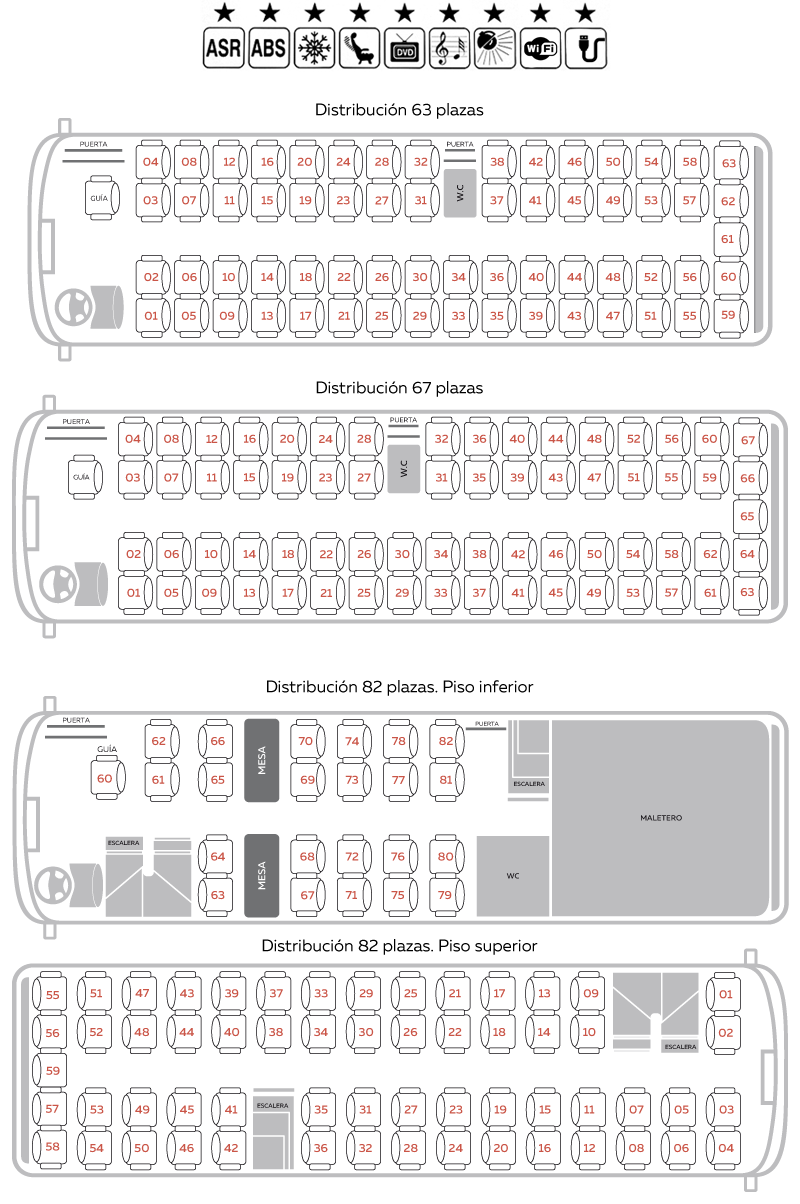 ASR ABS DVD WiFi
Distribución 63 plazas
PUERTA PUERTA
04 08 12 16 20 24 28 32 38 42 46 50 54 58 63
GUÍA 03 07 11 15 19 23 27 31 W.C 37 41 45 49 53 57 62
61
02 06 10 14 18 22 26 30 34 36 40 44 48 52 56 60
01 05 09 13 17 21 25 29 33 35 39 43 47 51 55 59
Distribución 67 plazas
PUERTA PUERTA
04 08 12 16 20 24 28 32 36 40 44 48 52 56 60 67
GUÍA 03 07 11 15 19 23 27 W.C 31 35 39 43 47 51 55 59 66
65
02 06 10 14 18 22 26 30 34 38 42 46 50 54 58 62 64
01 05 09 13 17 21 25 29 33 37 41 45 49 53 57 61 63
Distribución 82 plazas. Piso inferior
PUERTA PUERTA
62 66 70 74 78 82
GUÍA MESA
60 61 65 69 73 77 81 ESCALERA
MALETERO
ESCALERA
64 68 72 76 80
MESA WC
63 67 71 75 79
Distribución 82 plazas. Piso superior
55 51 47 43 39 37 33 29 25 21 17 13 09 01
56 52 48 44 40 38 34 30 26 22 18 14 10 02
ESCALERA
59
57 53 49 45 41 ESCALERA 35 31 27 23 19 15 11 07 05 03
58 54 50 46 42 36 32 28 24 20 16 12 08 06 04